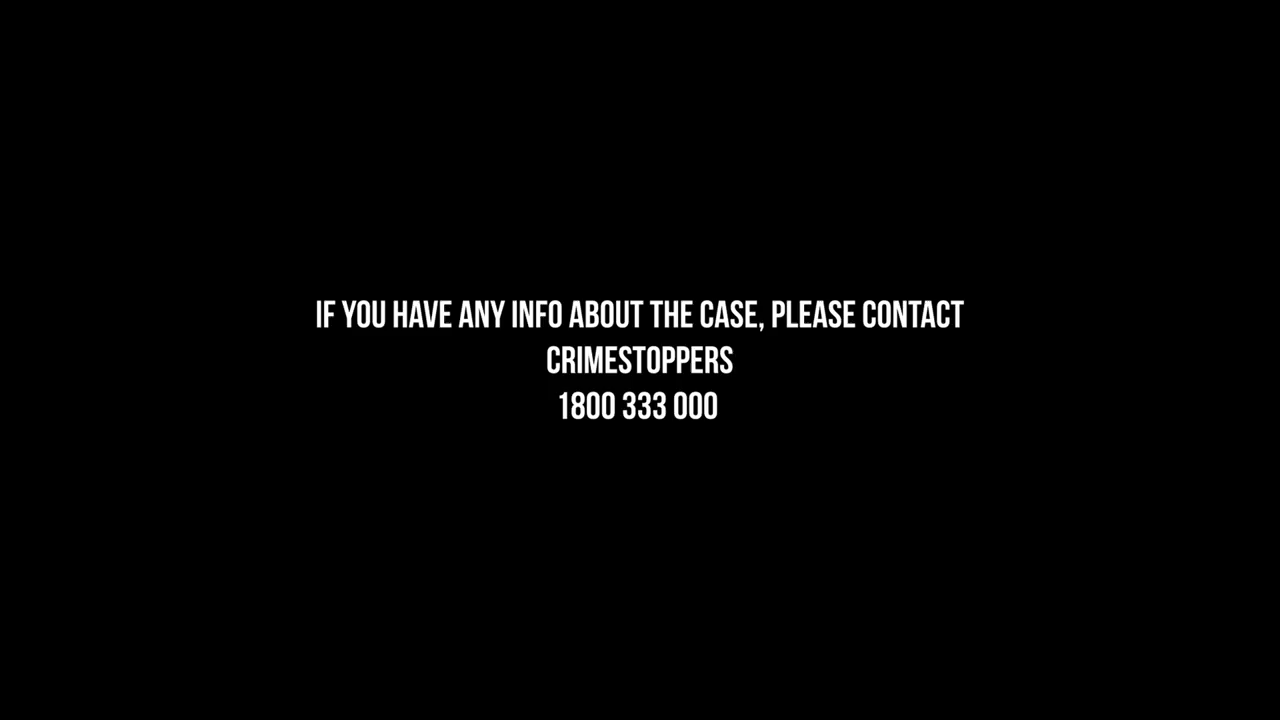 IF YOU HAVE ANY INFO ABOUT THE CASE, PLEASE CONTACT
CRIMESTOPPERS
1800 333 000